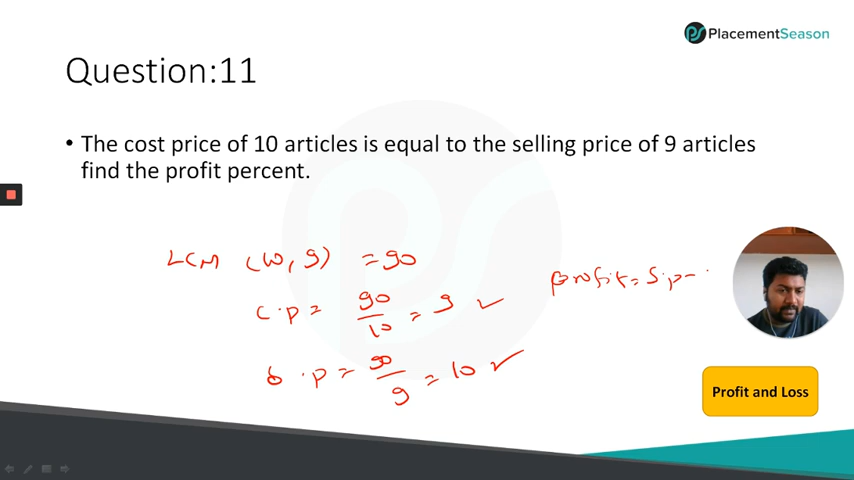 PlacementSeason
Question:11
• The cost price of 10 articles is equal to the selling price of 9 articles
find the profit percent.
LCM (10, 9) = 90
C.P = 90/10 = 9 ✓
S.P = 90/9 = 10 ✓
profit = S.P -
Profit and Loss